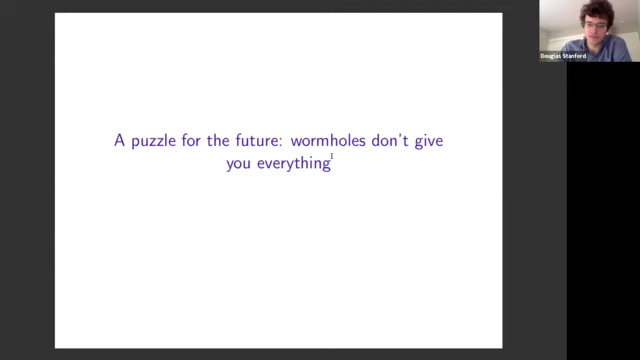 A puzzle for the future: wormholes don't give
you everything
Douglas Stanford